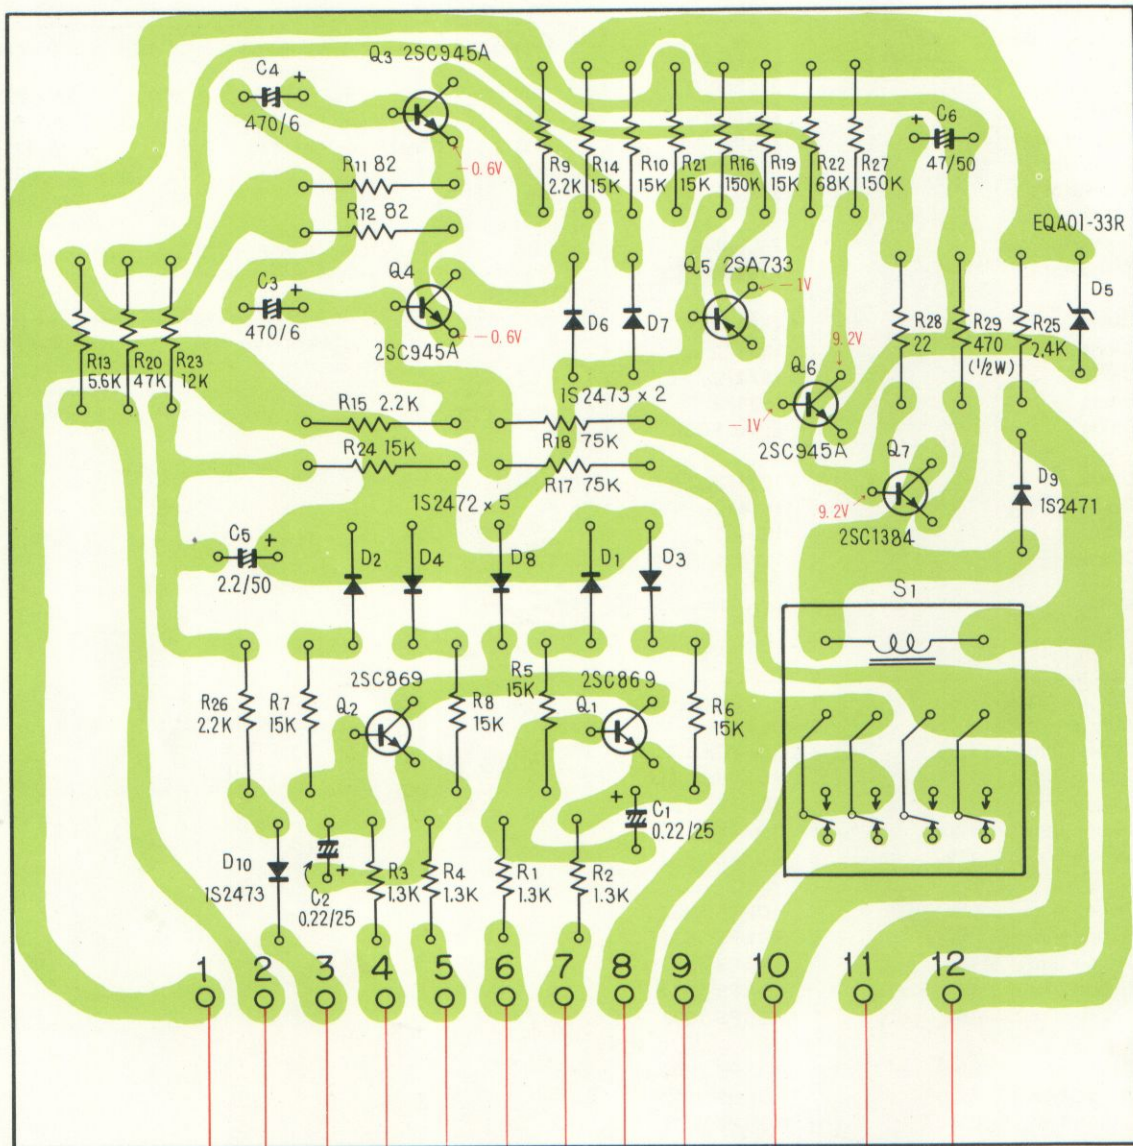 Q3 2SC945A
C4 +
470/6
-0.6V
R11 82
R12 82
R9 2.2K
R14 15K
R10 15K
R21 15K
R16 150K
R19 15K
R22 68K
R27 150K
+ C6
47/50
EQA01-33R
D5
C3 +
470/6
Q4
2SC945A
-0.6V
D6
D7
1S2473 x 2
Q5 2SA733
-1V
9.2V
Q6
-1V
2SC945A
R28 22
R29 470 (1/2W)
R25 2.4K
R13 5.6K
R20 47K
R23 12K
R15 2.2K
R24 15K
R18 75K
R17 75K
Q7
9.2V
2SC1384
D9
1S2471
1S2472 x 5
C5 +
2.2/50
D2
D4
D8
D1
D3
S1
R26 2.2K
R7 15K
2SC869
Q2
R8 15K
R5 15K
2SC869
Q1
R6 15K
D10
1S2473
C2 +
0.22/25
R3 1.3K
R4 1.3K
R1 1.3K
R2 1.3K
+ C1
0.22/25
1 2 3 4 5 6 7 8 9 10 11 12